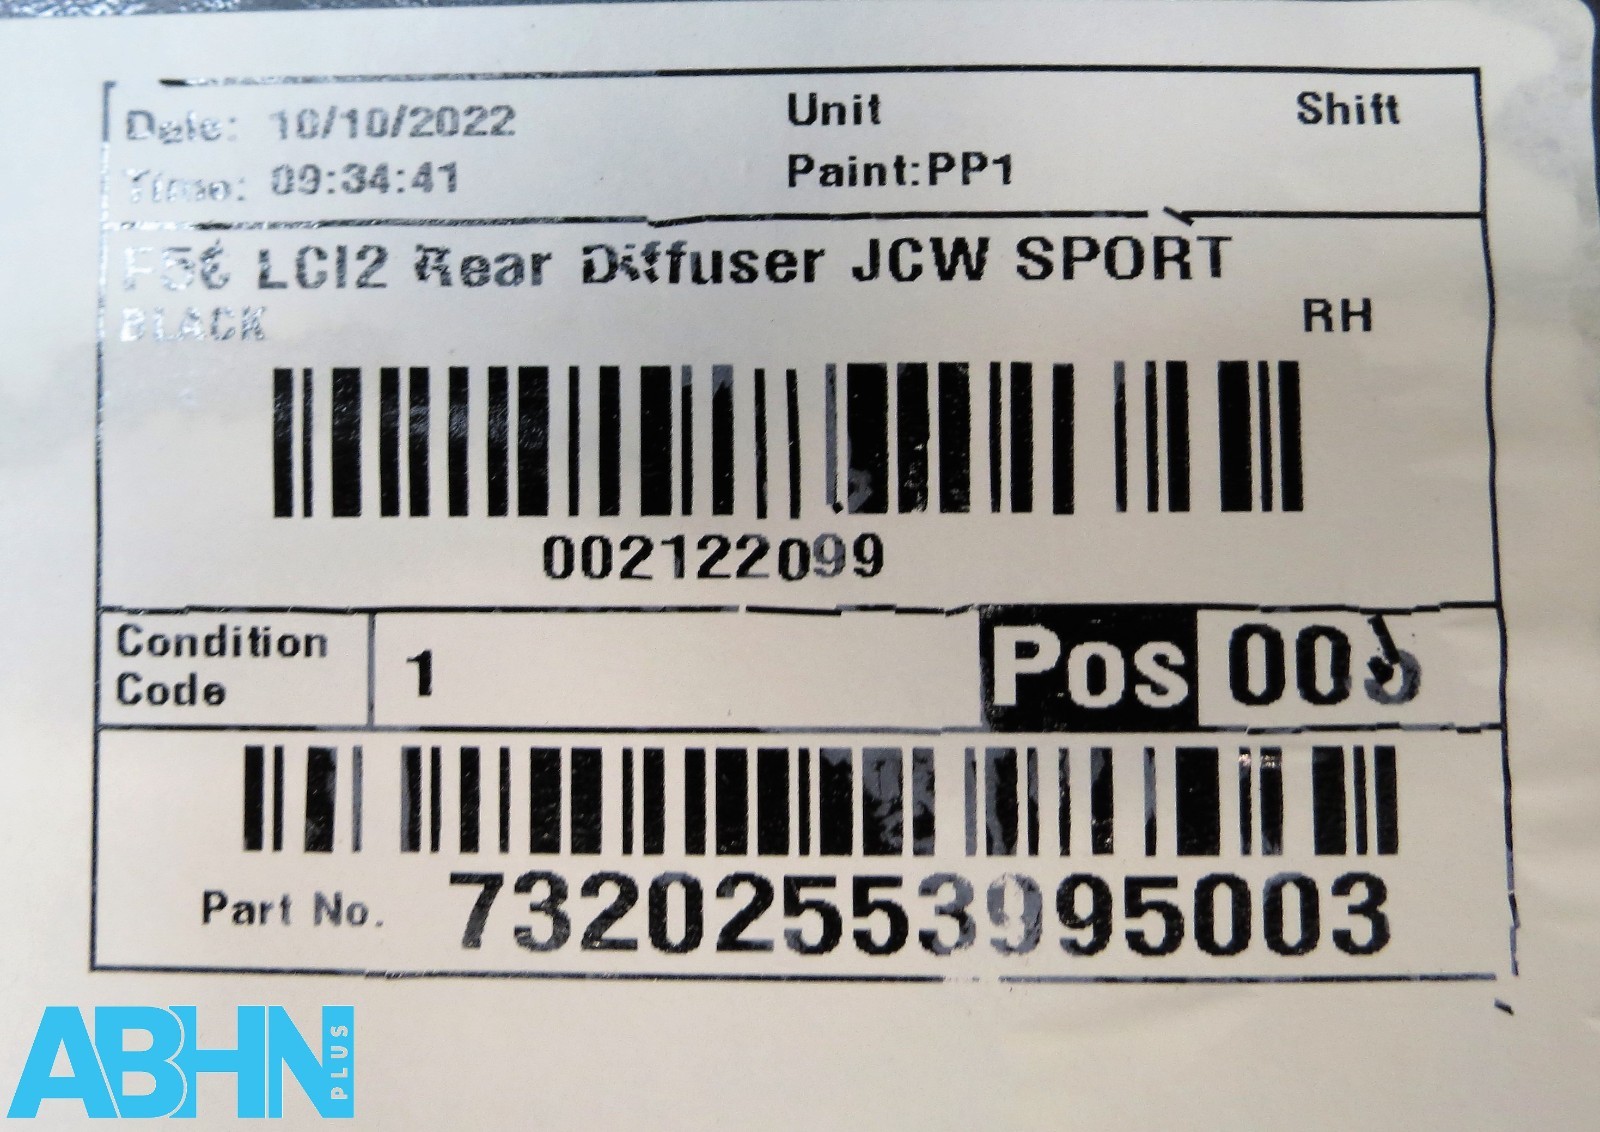 Date: 10/10/2022
Unit
Shift
Time: 09:34:41
Paint:PP1
F56 LCI2 Rear Diffuser JCW SPORT
BLACK
RH
002122099
Condition Code
1
Pos
Part No. 73202553995003
ABHN PLUS